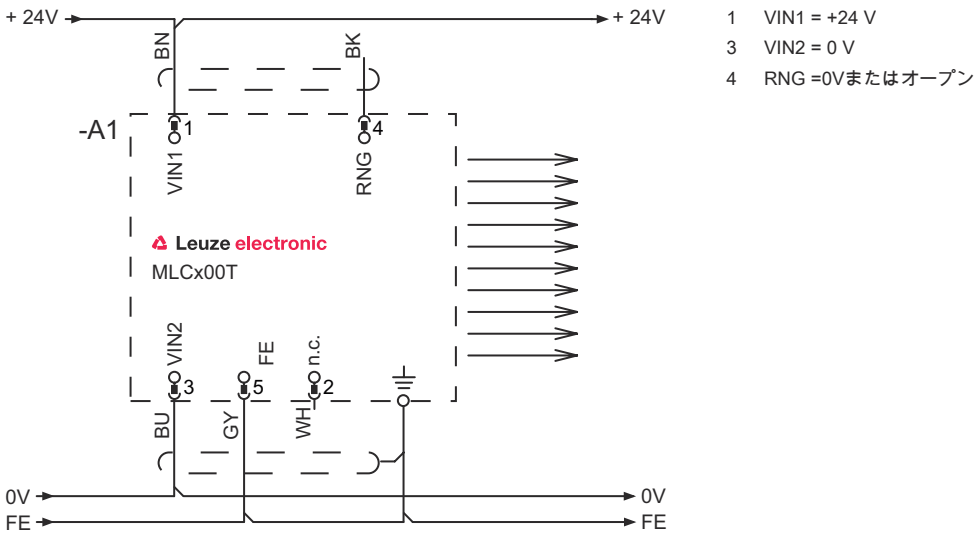 + 24V
+ 24V
1 VIN1 = +24 V
3 VIN2 = 0 V
4 RNG =0Vまたはオープン
BN
BK
-A1
1
4
VIN1
RNG
Leuze electronic
MLCx00T
VIN2
FE
n.c.
3
5
2
BU
GY
WH
0V
0V
FE
FE